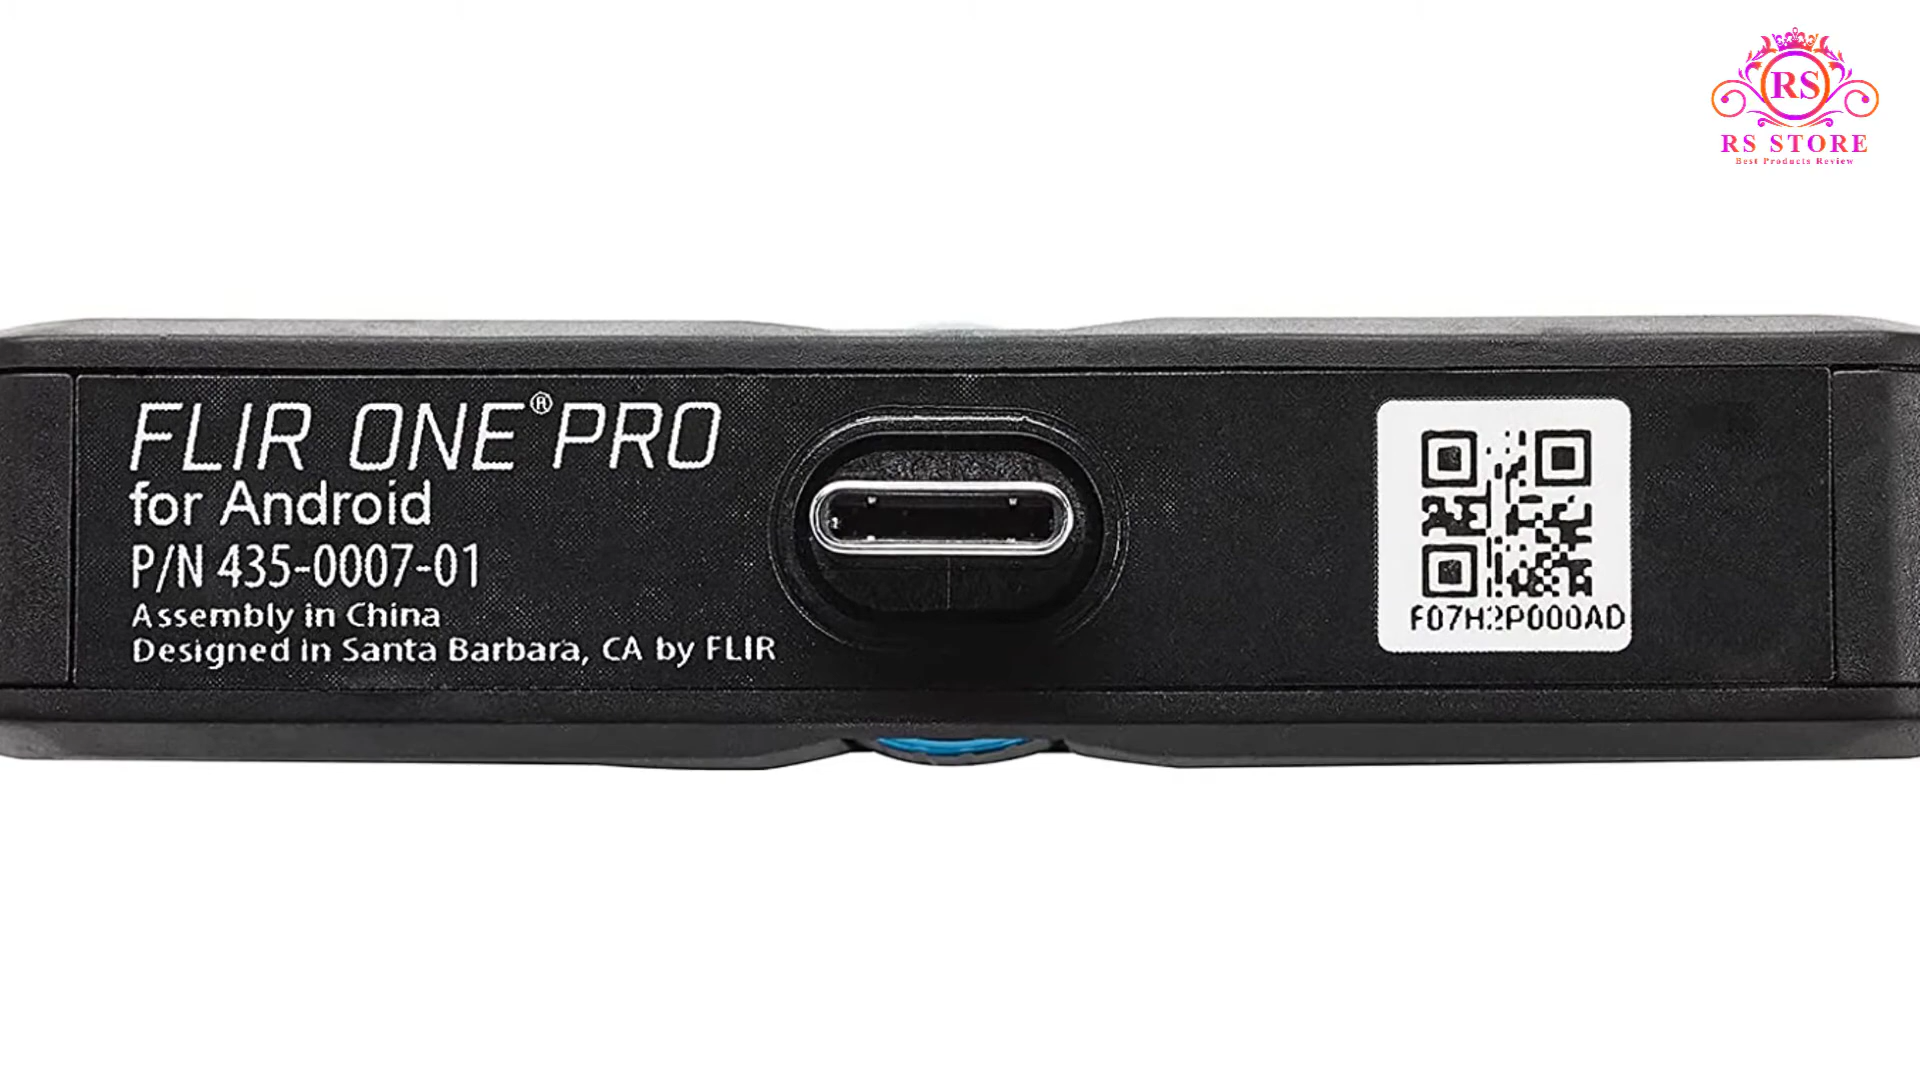 RS
RS STORE
Best Products Review
FLIR ONE® PRO
for Android
P/N 435-0007-01
Assembly in China
Designed in Santa Barbara, CA by FLIR
F07H2P000AD